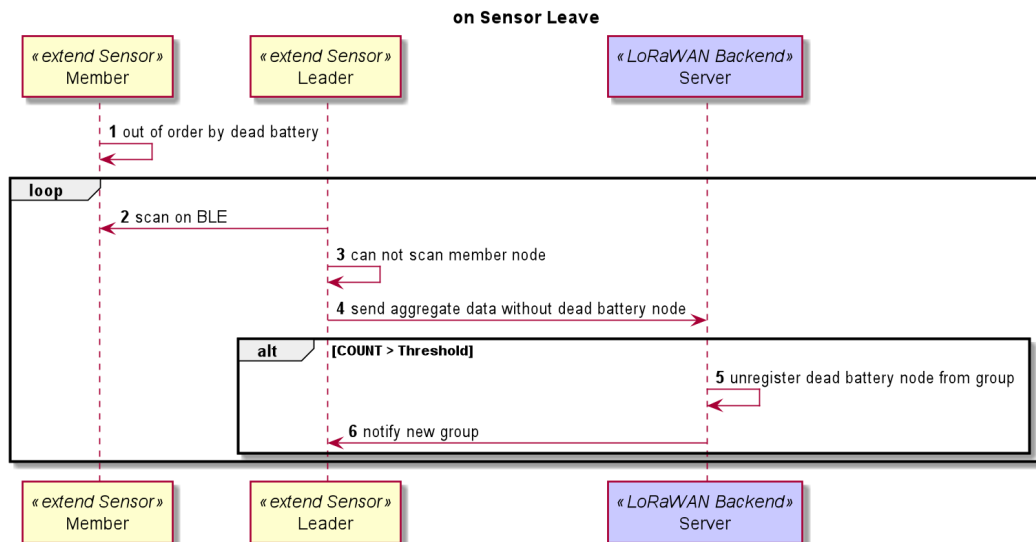 on Sensor Leave
«extend Sensor»
Member
«extend Sensor»
Leader
«LoRaWAN Backend»
Server
1 out of order by dead battery
loop
2 scan on BLE
3 can not scan member node
4 send aggregate data without dead battery node
alt [COUNT > Threshold]
5 unregister dead battery node from group
6 notify new group
«extend Sensor»
Member
«extend Sensor»
Leader
«LoRaWAN Backend»
Server